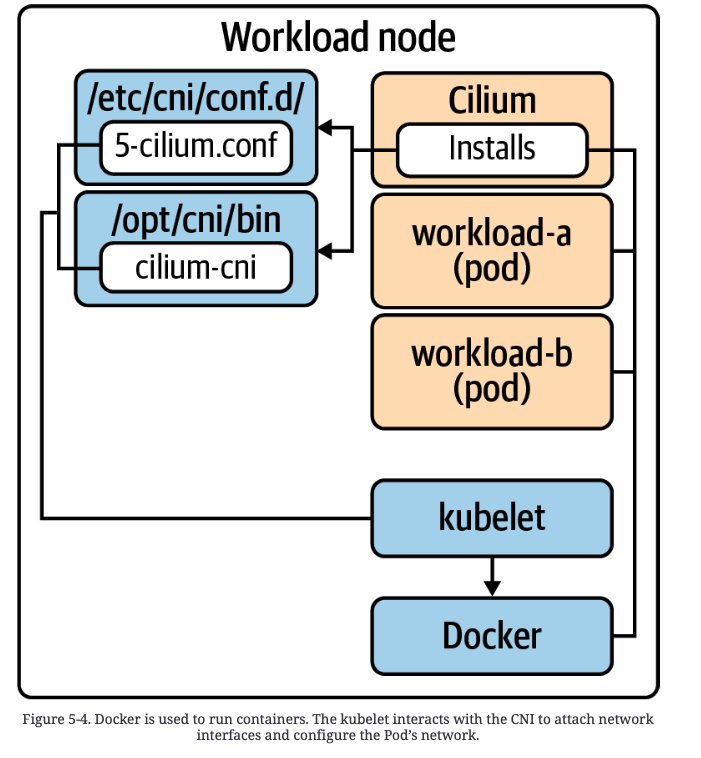 Workload node
/etc/cni/conf.d/
5-cilium.conf
/opt/cni/bin
cilium-cni
Cilium
Installs
workload-a
(pod)
workload-b
(pod)
kubelet
Docker
Figure 5-4. Docker is used to run containers. The kubelet interacts with the CNI to attach network
interfaces and configure the Pod’s network.